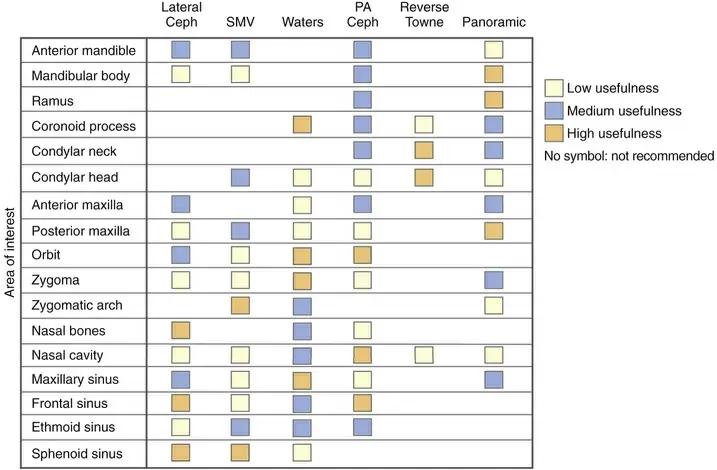 Lateral
Ceph
SMV
Waters
PA
Ceph
Reverse
Towne
Panoramic
Area of interest
Anterior mandible
Mandibular body
Ramus
Coronoid process
Condylar neck
Condylar head
Anterior maxilla
Posterior maxilla
Orbit
Zygoma
Zygomatic arch
Nasal bones
Nasal cavity
Maxillary sinus
Frontal sinus
Ethmoid sinus
Sphenoid sinus
Low usefulness
Medium usefulness
High usefulness
No symbol: not recommended